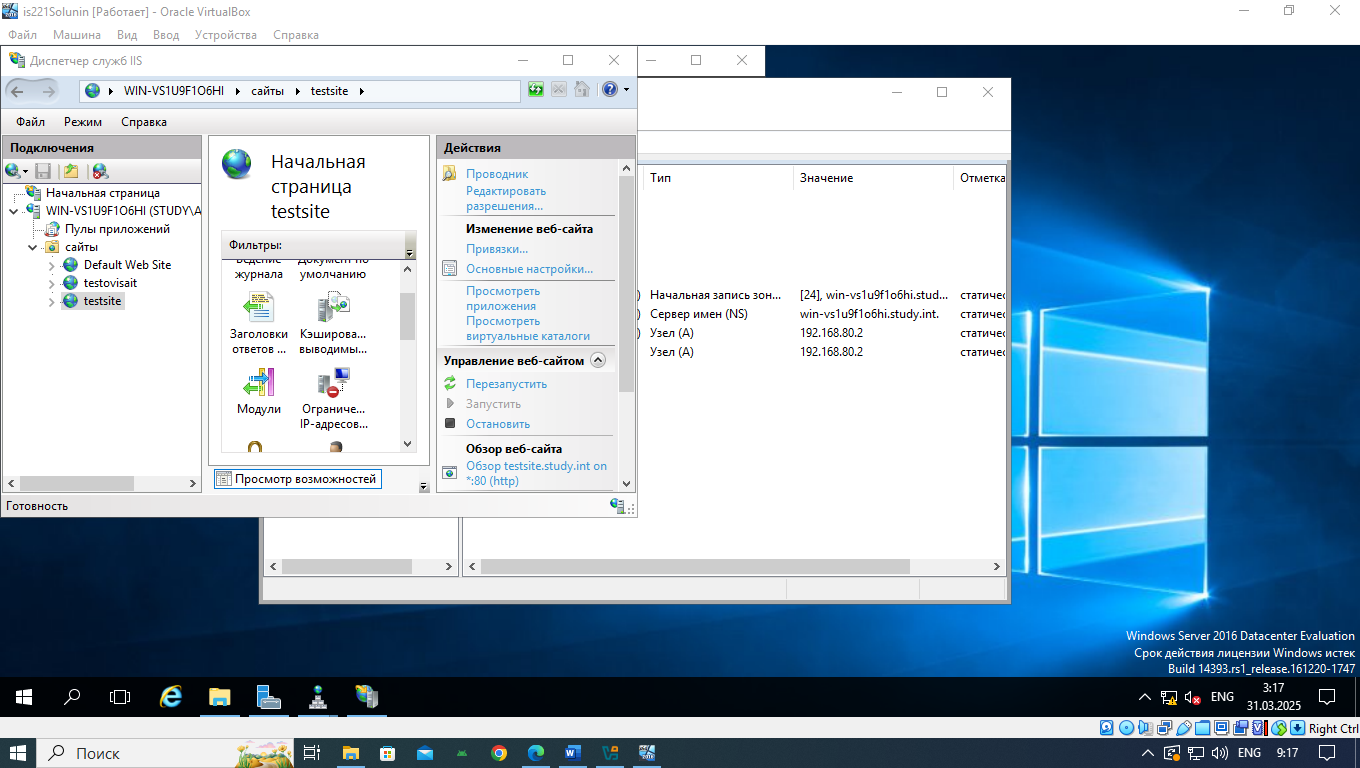 is221Solunin [Работает] - Oracle VirtualBox
Файл Машина Вид Ввод Устройства Справка
Диспетчер служб IIS
WIN-VS1U9F1O6HI сайты testsite
Файл Режим Справка
Подключения
Начальная страница
WIN-VS1U9F1O6HI (STUDY\A
Пулы приложений
сайты
Default Web Site
testovisait
testsite
Начальная
страница
testsite
Фильтры:
Ведение
журнала
Документ по
умолчанию
Заголовки
ответов ...
Кэширова...
выводимы...
Модули
Ограниче...
IP-адресов...
Просмотр возможностей
Действия
Проводник
Редактировать
разрешения...
Изменение веб-сайта
Привязки...
Основные настройки...
Просмотреть
приложения
Просмотреть
виртуальные каталоги
Управление веб-сайтом
Перезапустить
Запустить
Остановить
Обзор веб-сайта
Обзор testsite.study.int on
*:80 (http)
Готовность
Тип Значение Отметка
) Начальная запись зон... [24], win-vs1u9f1o6hi.stud... статичес
) Сервер имен (NS) win-vs1u9f1o6hi.study.int. статичес
) Узел (A) 192.168.80.2 статичес
Узел (A) 192.168.80.2 статичес
Windows Server 2016 Datacenter Evaluation
Срок действия лицензии Windows истек
Build 14393.rs1_release.161220-1747
ENG
3:17
31.03.2025
Right Ctrl
Поиск
ENG 9:17